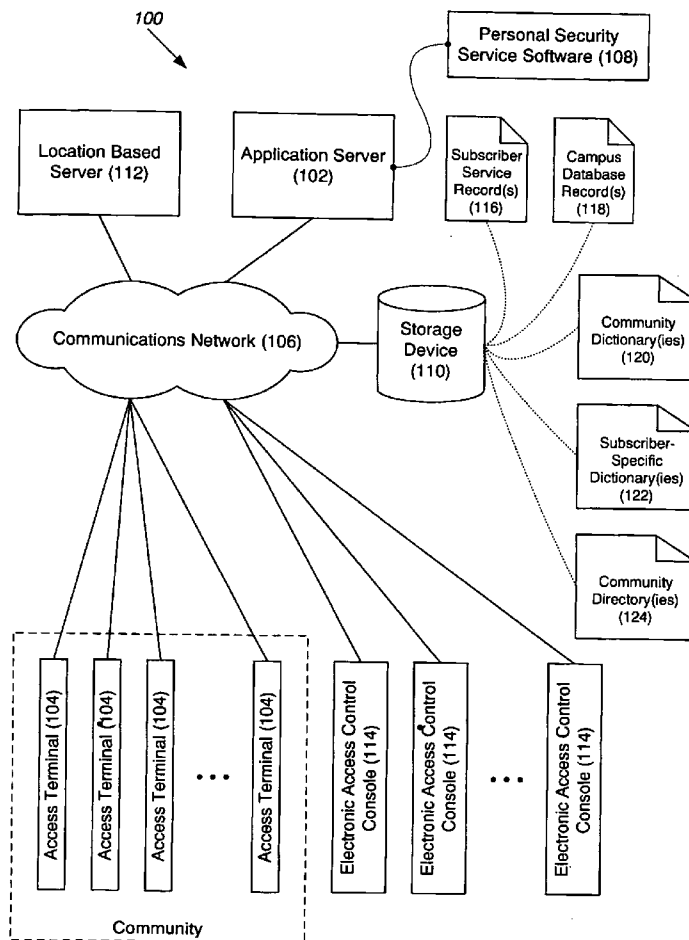 100
Personal Security
Service Software (108)
Location Based
Server (112)
Application Server
(102)
Subscriber
Service
Record(s)
(116)
Campus
Database
Record(s)
(118)
Communications Network (106)
Storage
Device
(110)
Community
Dictionary(ies)
(120)
Subscriber-
Specific
Dictionary(ies)
(122)
Community
Directory(ies)
(124)
Access Terminal (104)
Access Terminal (104)
Access Terminal (104)
• • •
Access Terminal (104)
Electronic Access Control
Console (114)
Electronic Access Control
Console (114)
• • •
Electronic Access Control
Console (114)
Community